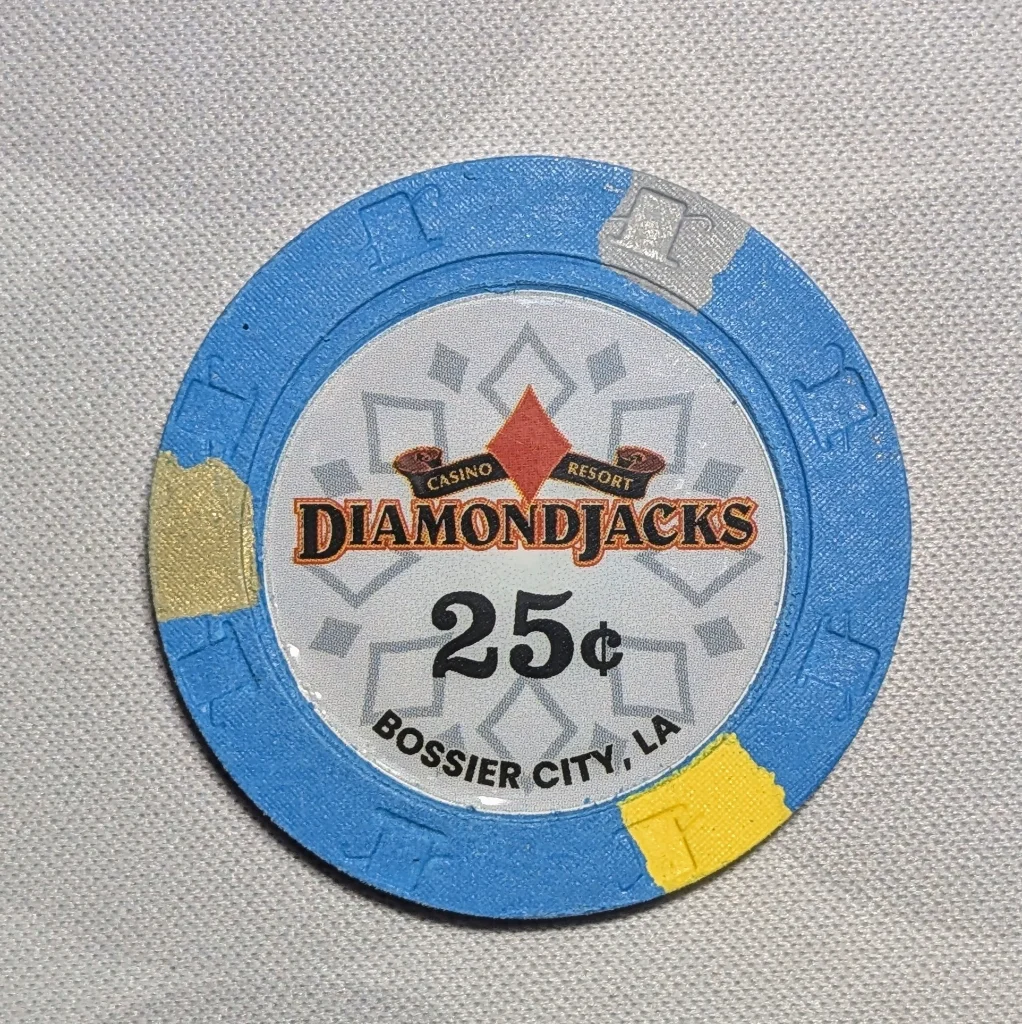 CASINO RESORT
DIAMONDJACKS
25¢
BOSSIER CITY, LA